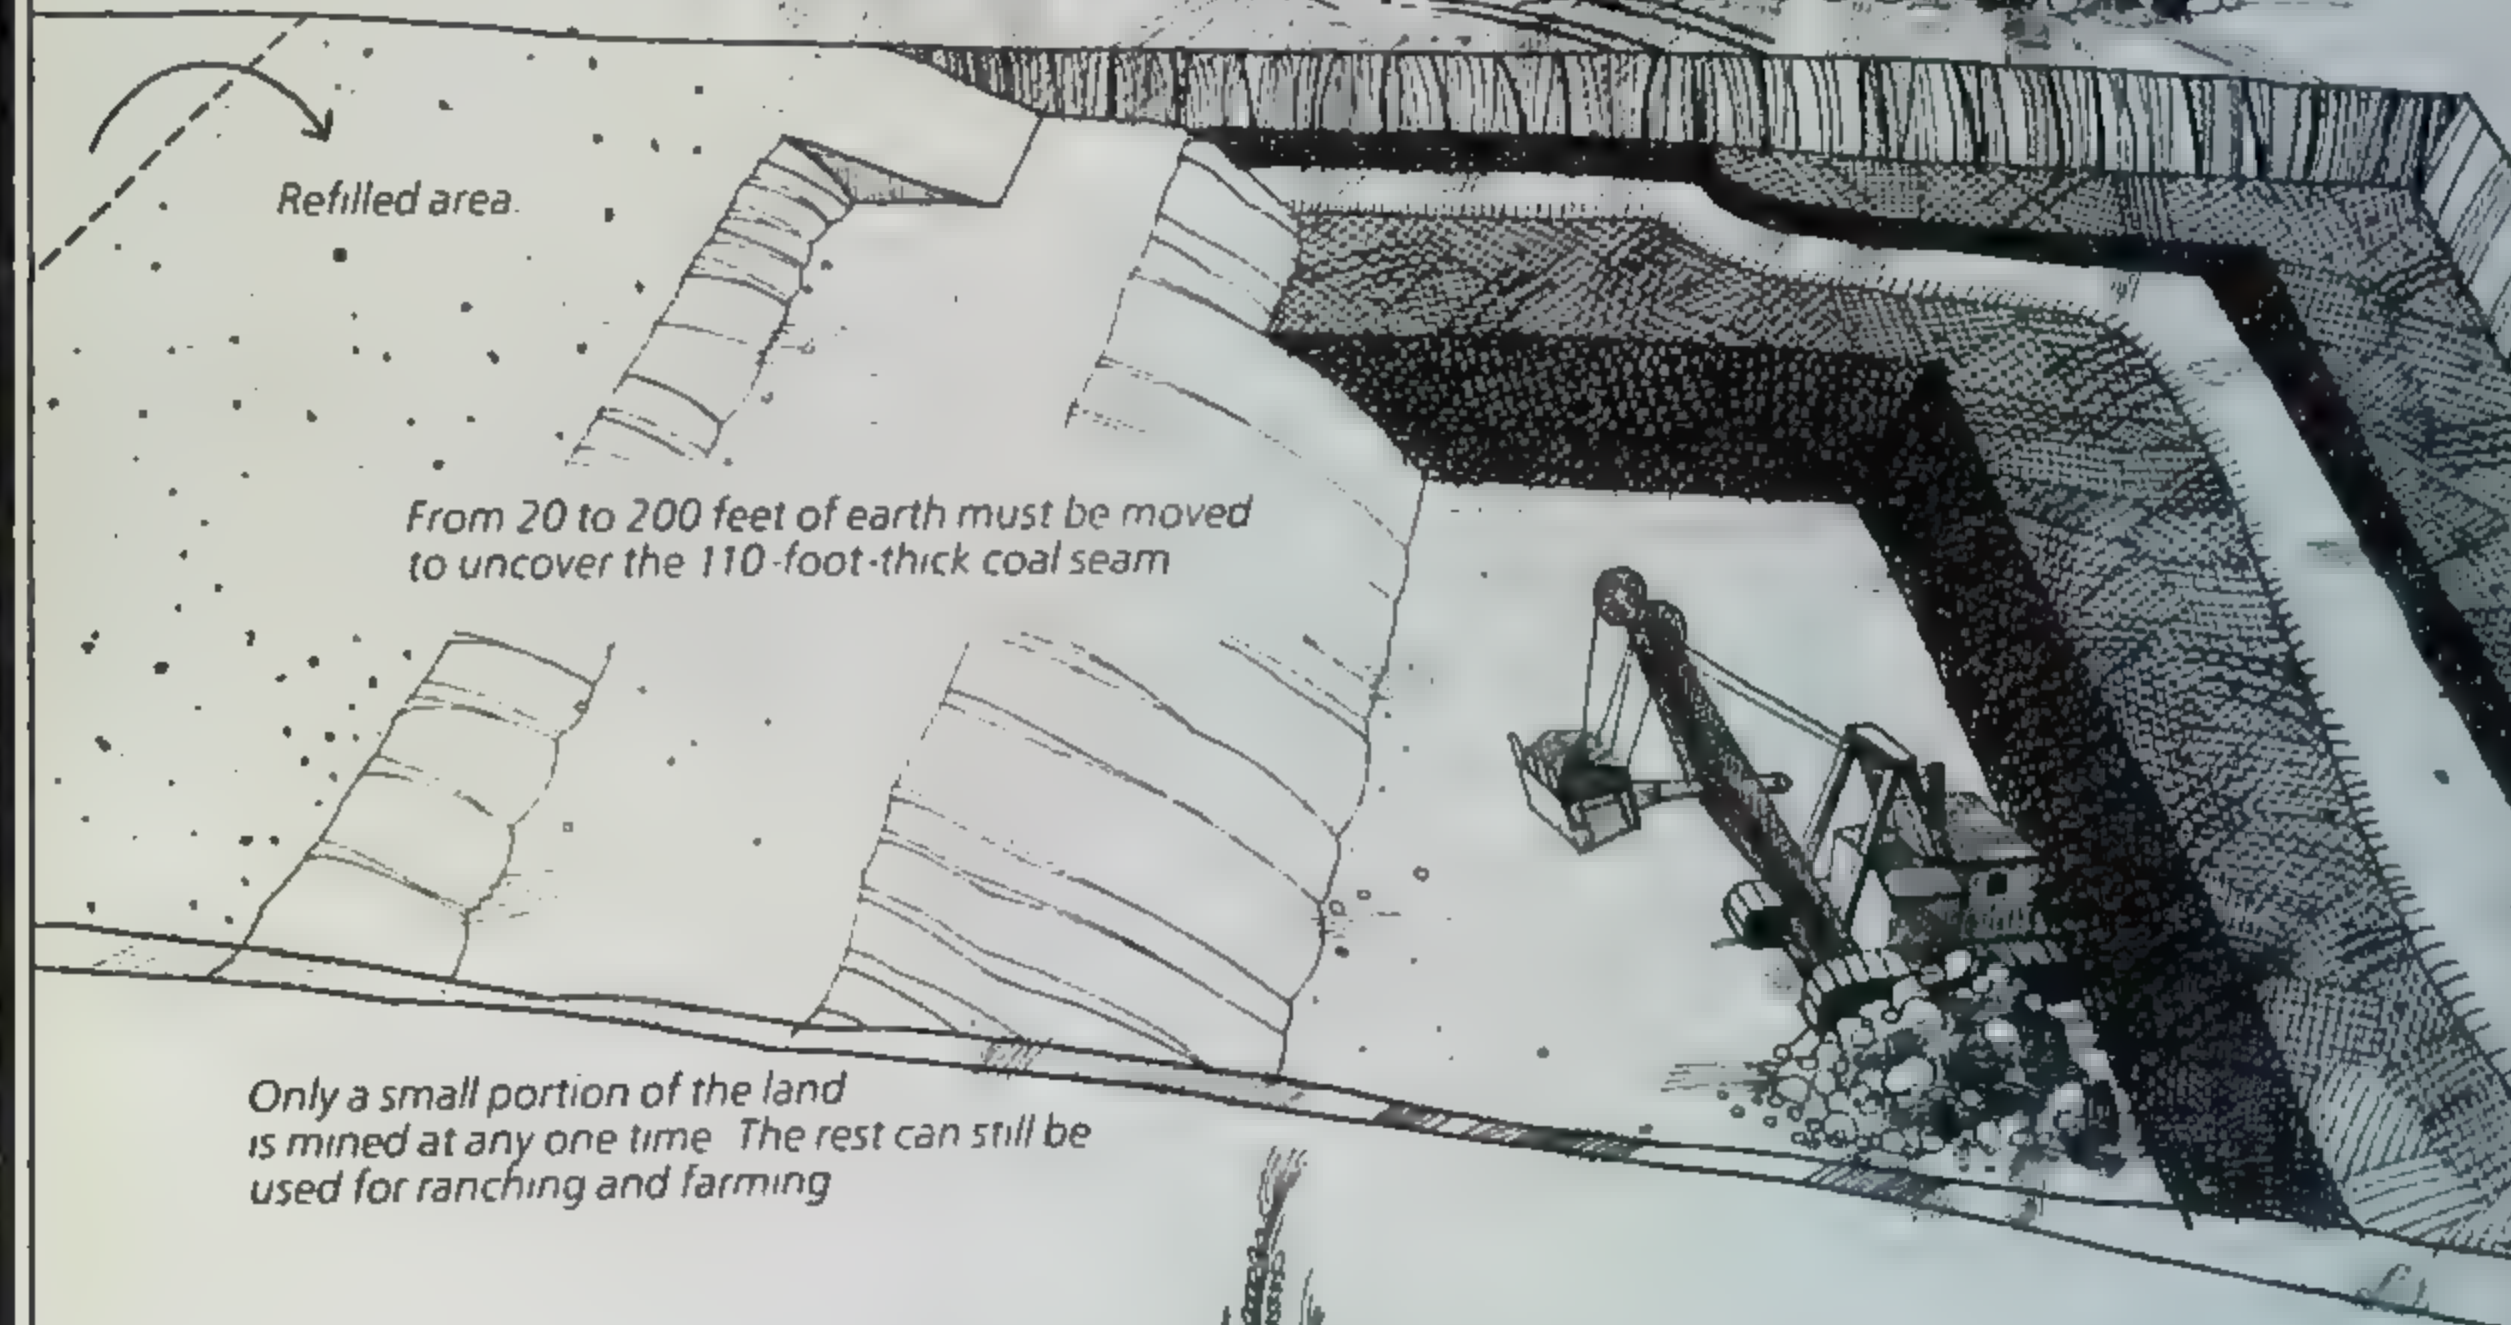 Refilled area.
From 20 to 200 feet of earth must be moved
to uncover the 110-foot-thick coal seam
Only a small portion of the land
is mined at any one time The rest can still be
used for ranching and farming